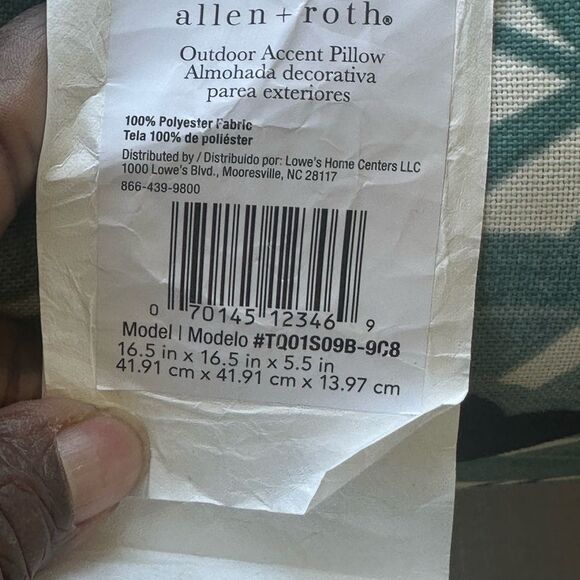 allen + roth®
Outdoor Accent Pillow
Almohada decorativa
parea exteriores
100% Polyester Fabric
Tela 100% de poliéster
Distributed by / Distribuido por: Lowe's Home Centers LLC
1000 Lowe's Blvd., Mooresville, NC 28117
866-439-9800
0 70145 12346 9
Model | Modelo #TQ01S09B-9C8
16.5 in x 16.5 in x 5.5 in
41.91 cm x 41.91 cm x 13.97 cm